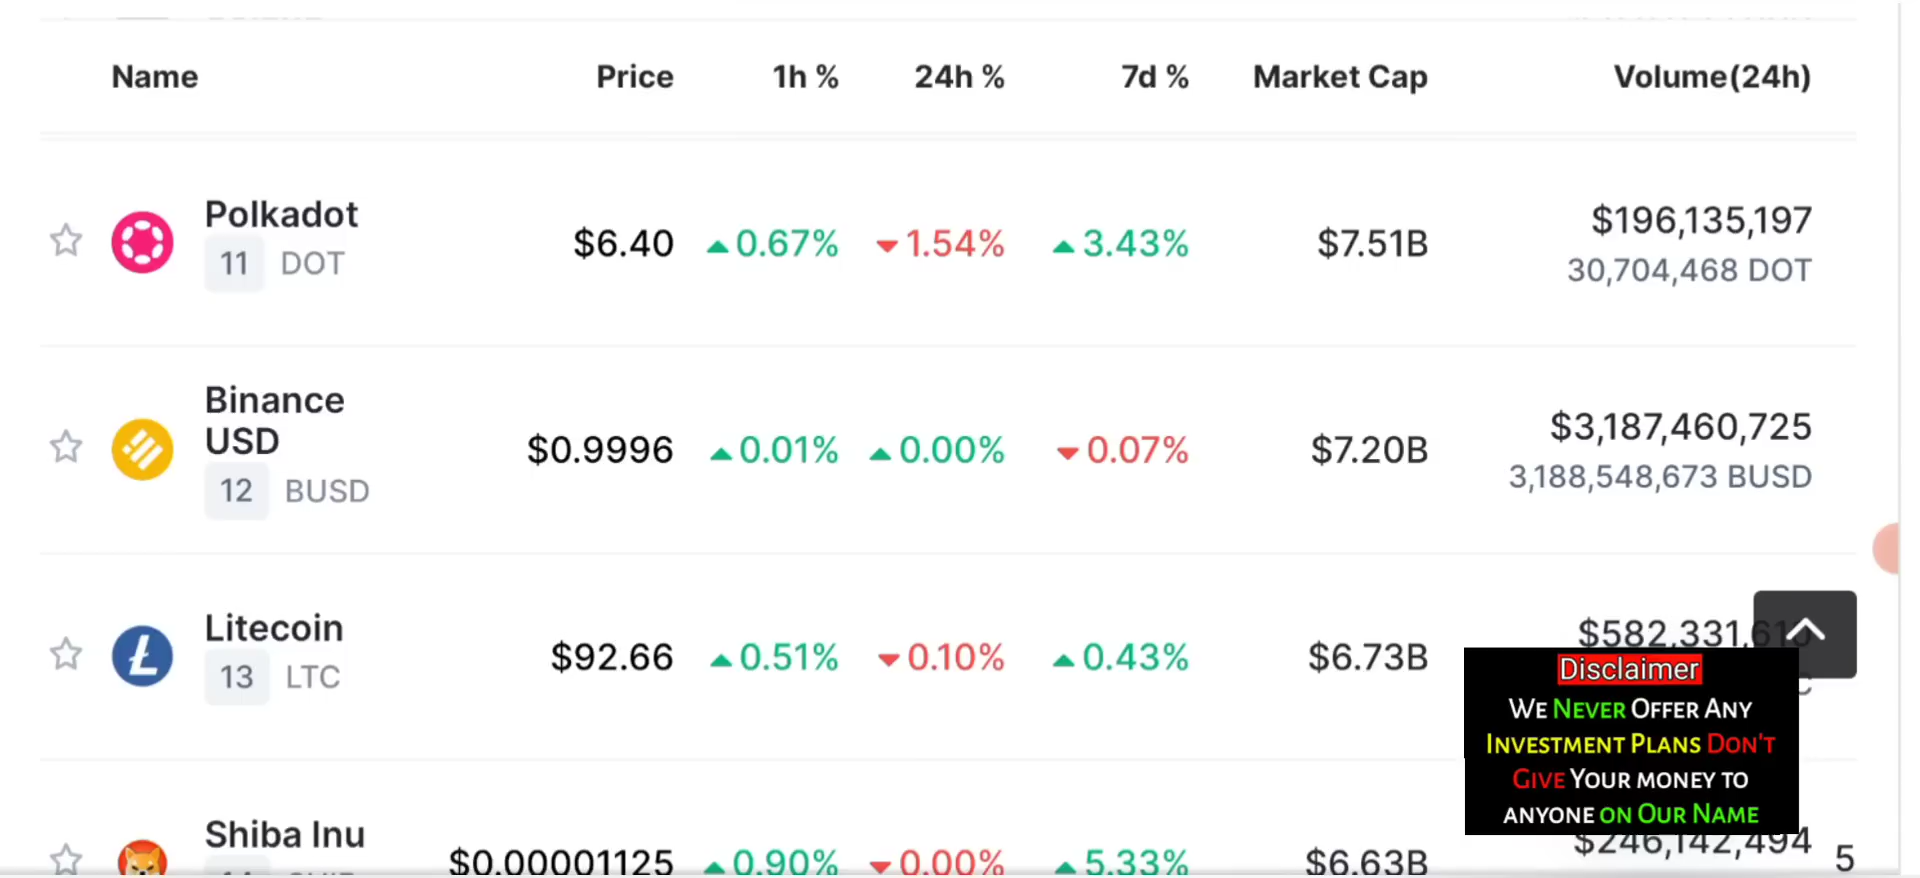 Name Price 1h % 24h % 7d % Market Cap Volume(24h)
Polkadot
11 DOT
$6.40 0.67% 1.54% 3.43% $7.51B
$196,135,197
30,704,468 DOT
Binance
USD
12 BUSD
$0.9996 0.01% 0.00% 0.07% $7.20B
$3,187,460,725
3,188,548,673 BUSD
Litecoin
13 LTC
$92.66 0.51% 0.10% 0.43% $6.73B
$582,331,610
Disclaimer
We Never Offer Any
Investment Plans Don't
Give Your money to
anyone on Our Name
Shiba Inu
$0.00001125 0.90% 0.00% 5.33% $6.63B
$246,142,494
5